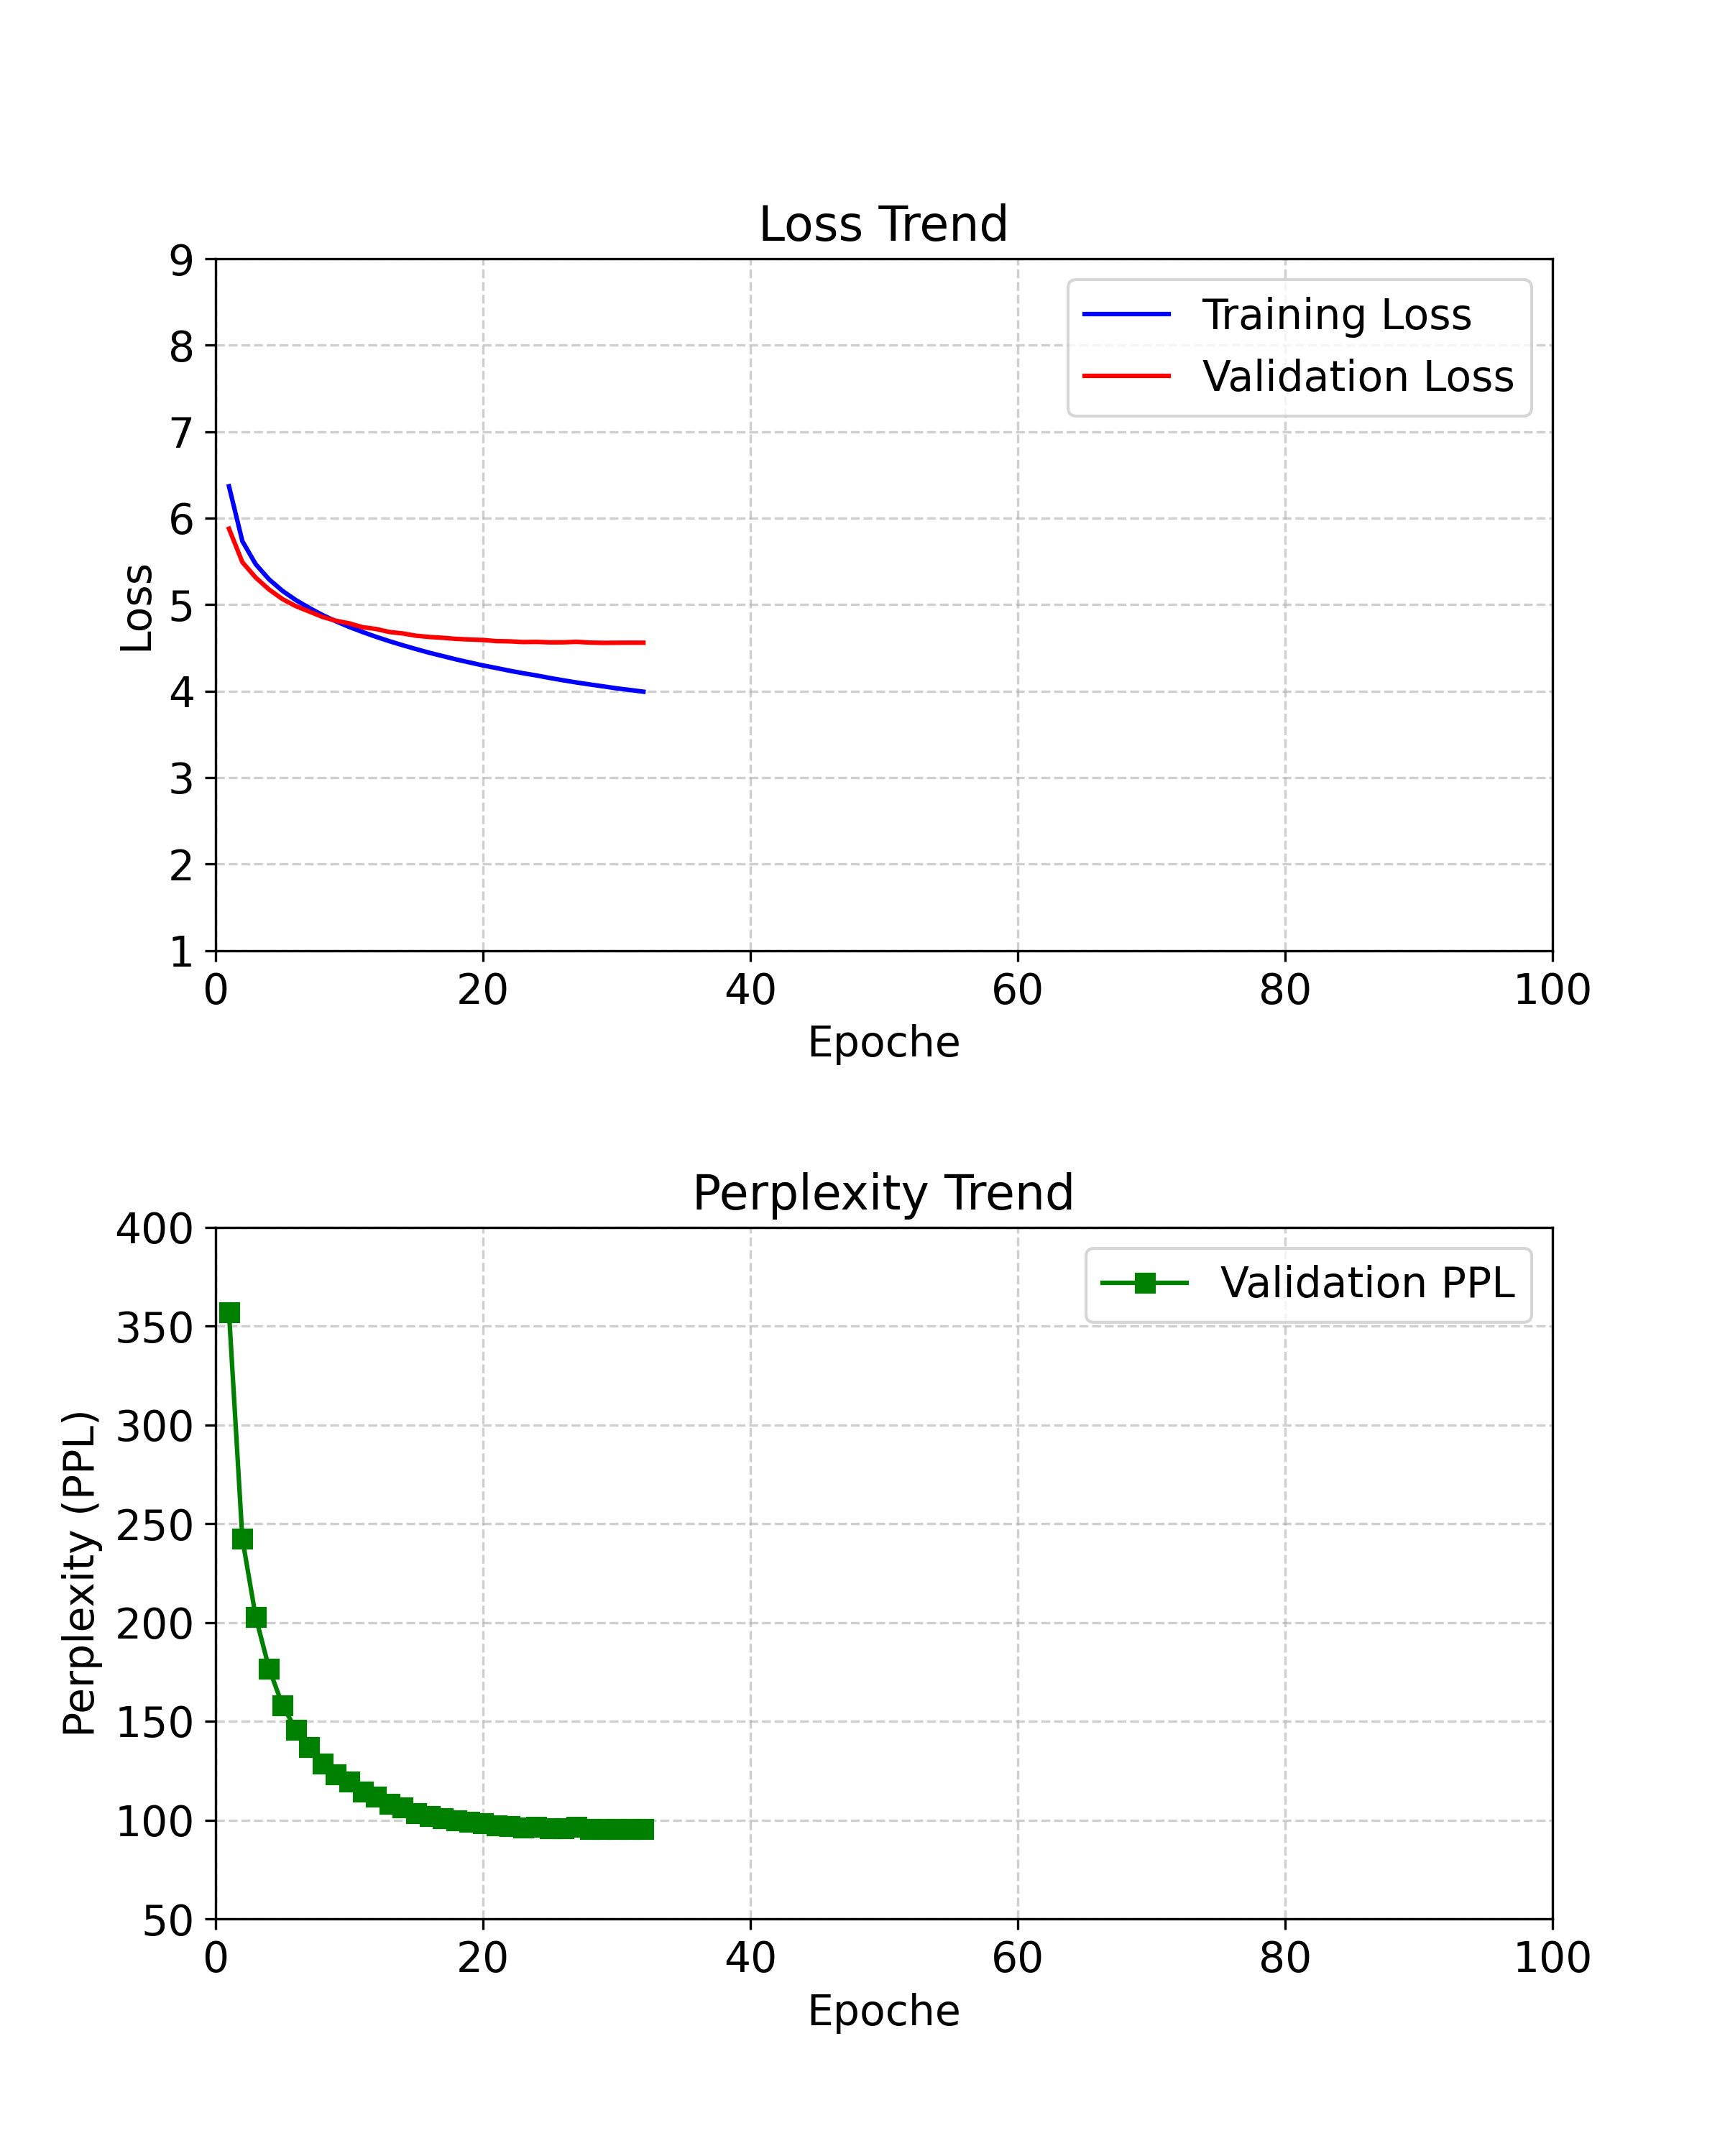 Loss Trend
9
8
7
6
5
4
3
2
1
Loss
Training Loss
Validation Loss
0 20 40 60 80 100
Epoche
Perplexity Trend
400
350
300
250
200
150
100
50
Perplexity (PPL)
Validation PPL
0 20 40 60 80 100
Epoche